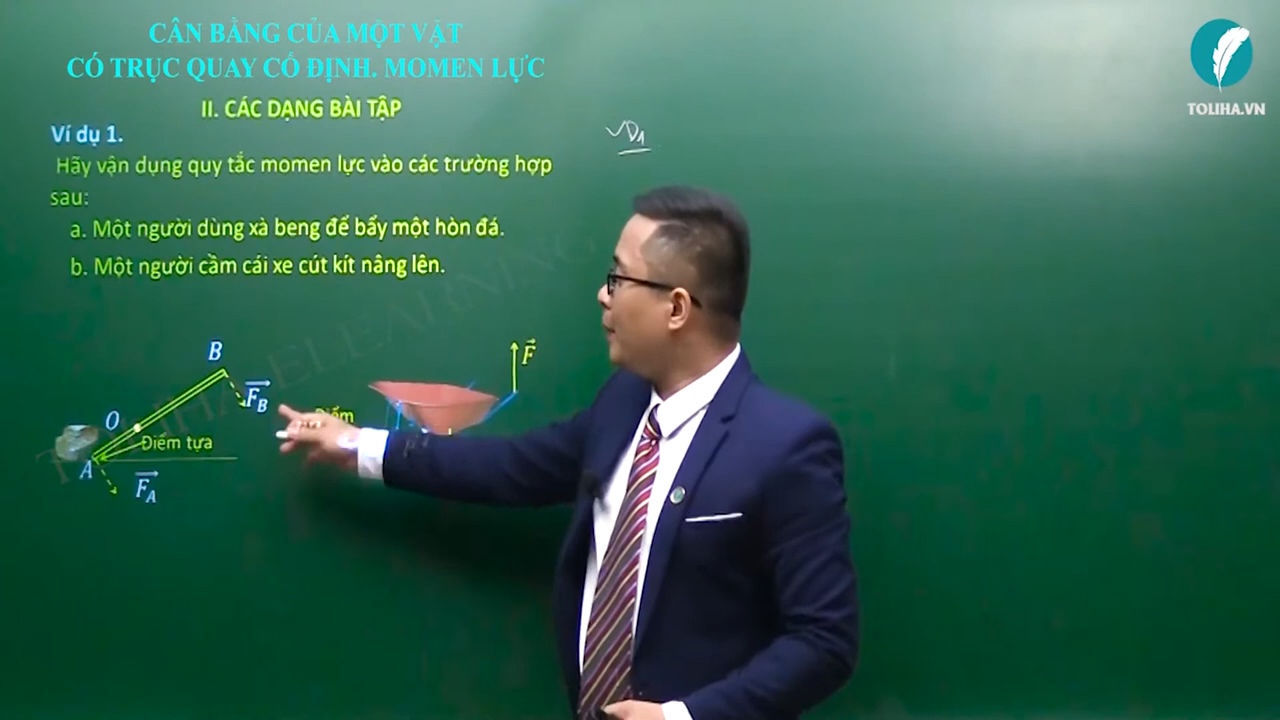 CÂN BẰNG CỦA MỘT VẬT
CÓ TRỤC QUAY CỐ ĐỊNH. MOMEN LỰC
TOLIHA.VN
II. CÁC DẠNG BÀI TẬP
Ví dụ 1.
VD1
Hãy vận dụng quy tắc momen lực vào các trường hợp
sau:
a. Một người dùng xà beng để bẩy một hòn đá.
b. Một người cầm cái xe cút kít nâng lên.
B
F
F_B
O
Điểm
Điểm tựa
A
F_A
ELEARNING